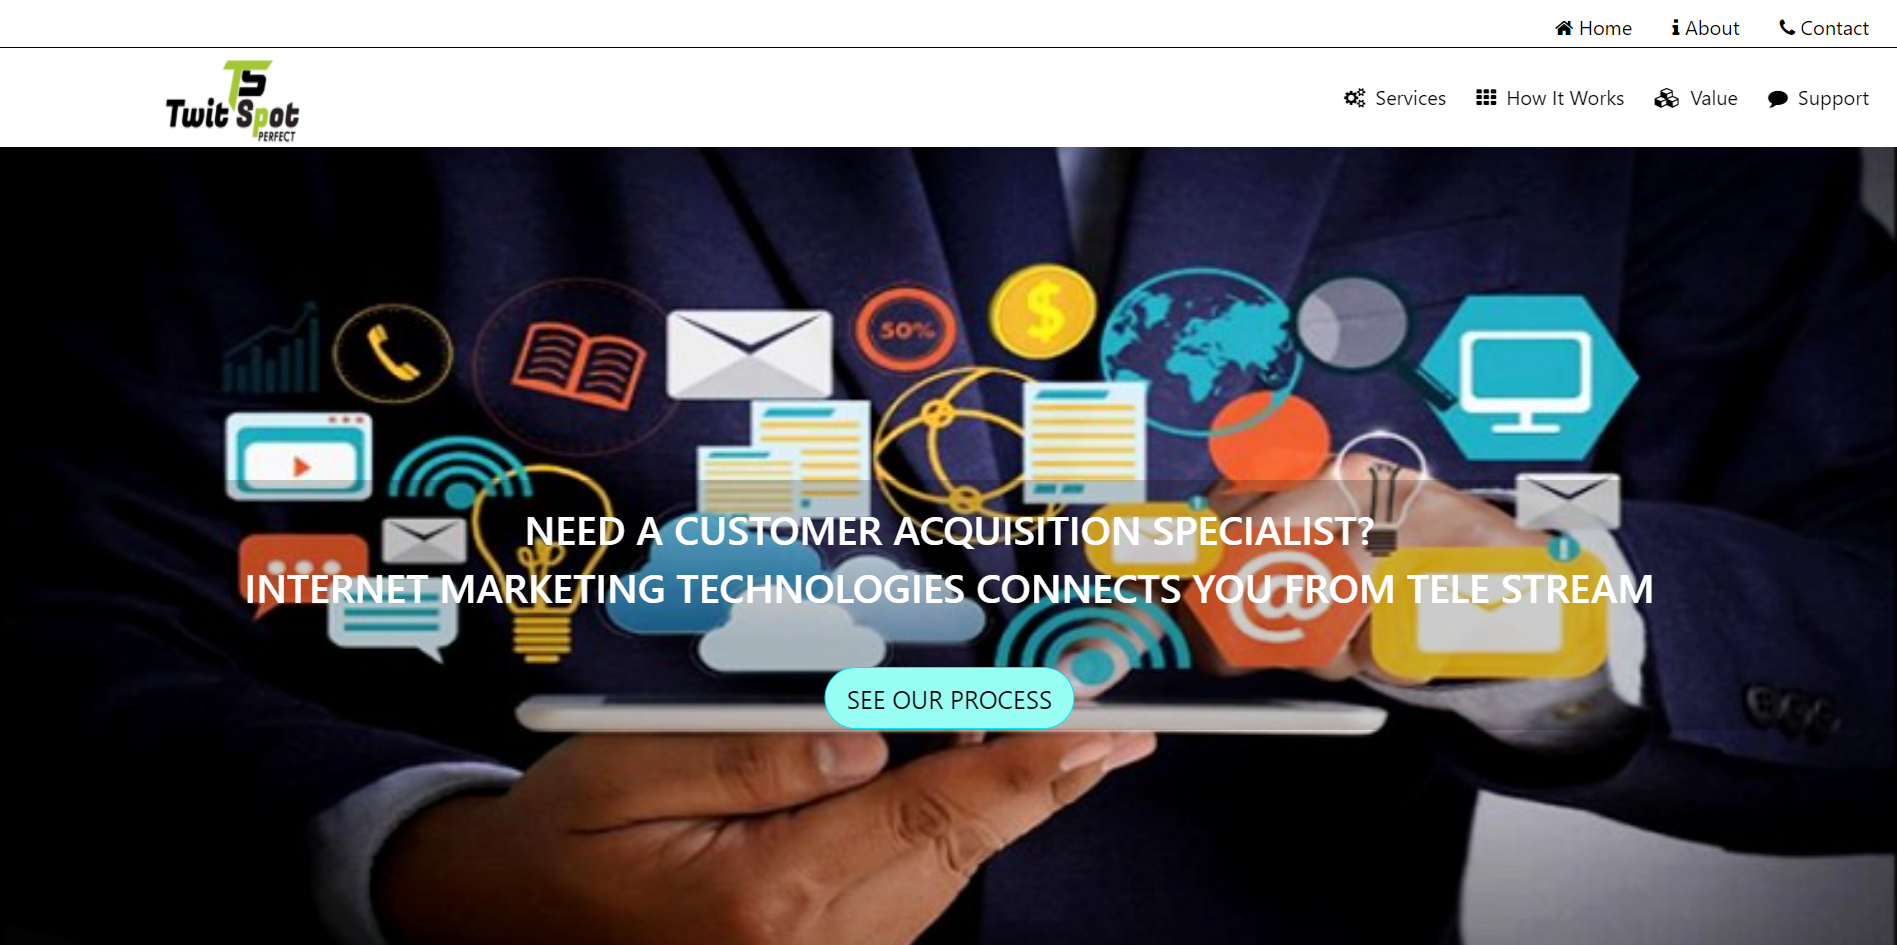 Home About Contact
TS
Twit Spot
PERFECT
Services How It Works Value Support
50%
$
NEED A CUSTOMER ACQUISITION SPECIALIST?
INTERNET MARKETING TECHNOLOGIES CONNECTS YOU FROM TELE STREAM
@
SEE OUR PROCESS